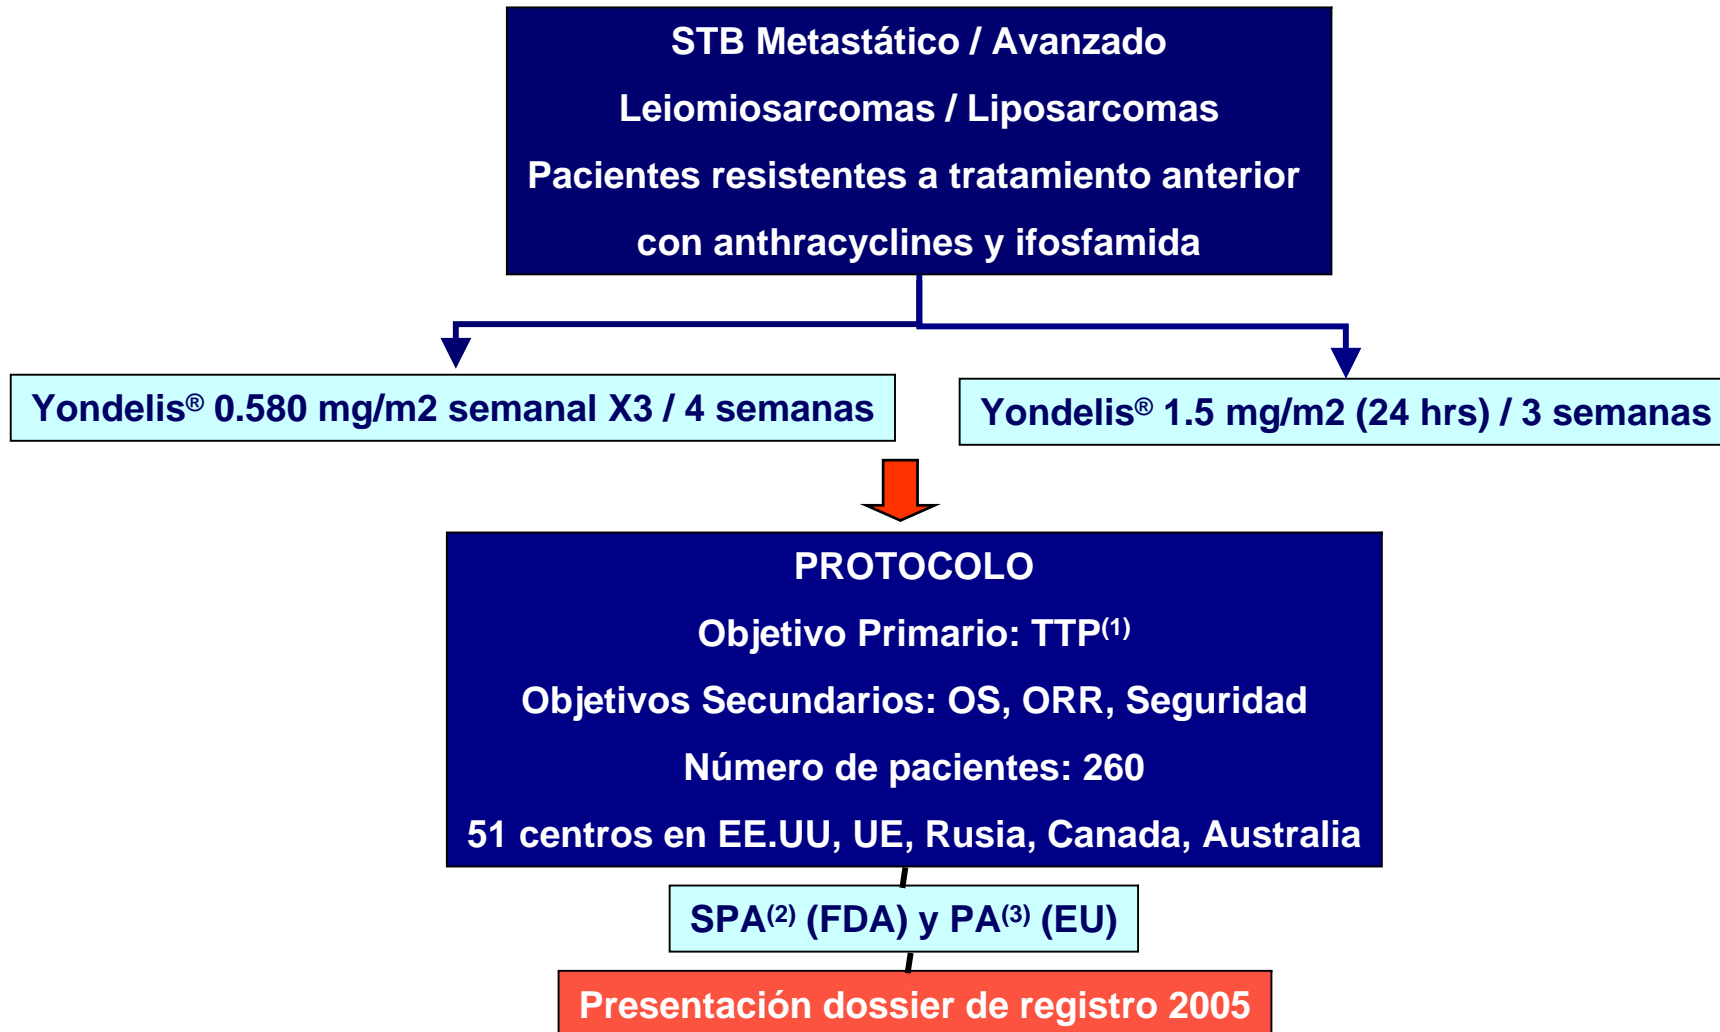 STB Metastático / Avanzado
Leiomiosarcomas / Liposarcomas
Pacientes resistentes a tratamiento anterior
con anthracyclines y ifosfamida
Yondelis® 0.580 mg/m2 semanal X3 / 4 semanas
Yondelis® 1.5 mg/m2 (24 hrs) / 3 semanas
PROTOCOLO
Objetivo Primario: TTP(1)
Objetivos Secundarios: OS, ORR, Seguridad
Número de pacientes: 260
51 centros en EE.UU, UE, Rusia, Canada, Australia
SPA(2) (FDA) y PA(3) (EU)
Presentación dossier de registro 2005